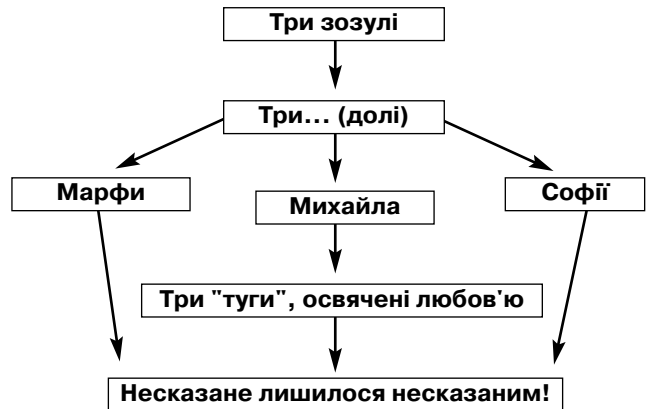 Три зозулі
Три... (долі)
Марфи
Михайла
Софії
Три "туги", освячені любов'ю
Несказане лишилося несказаним!